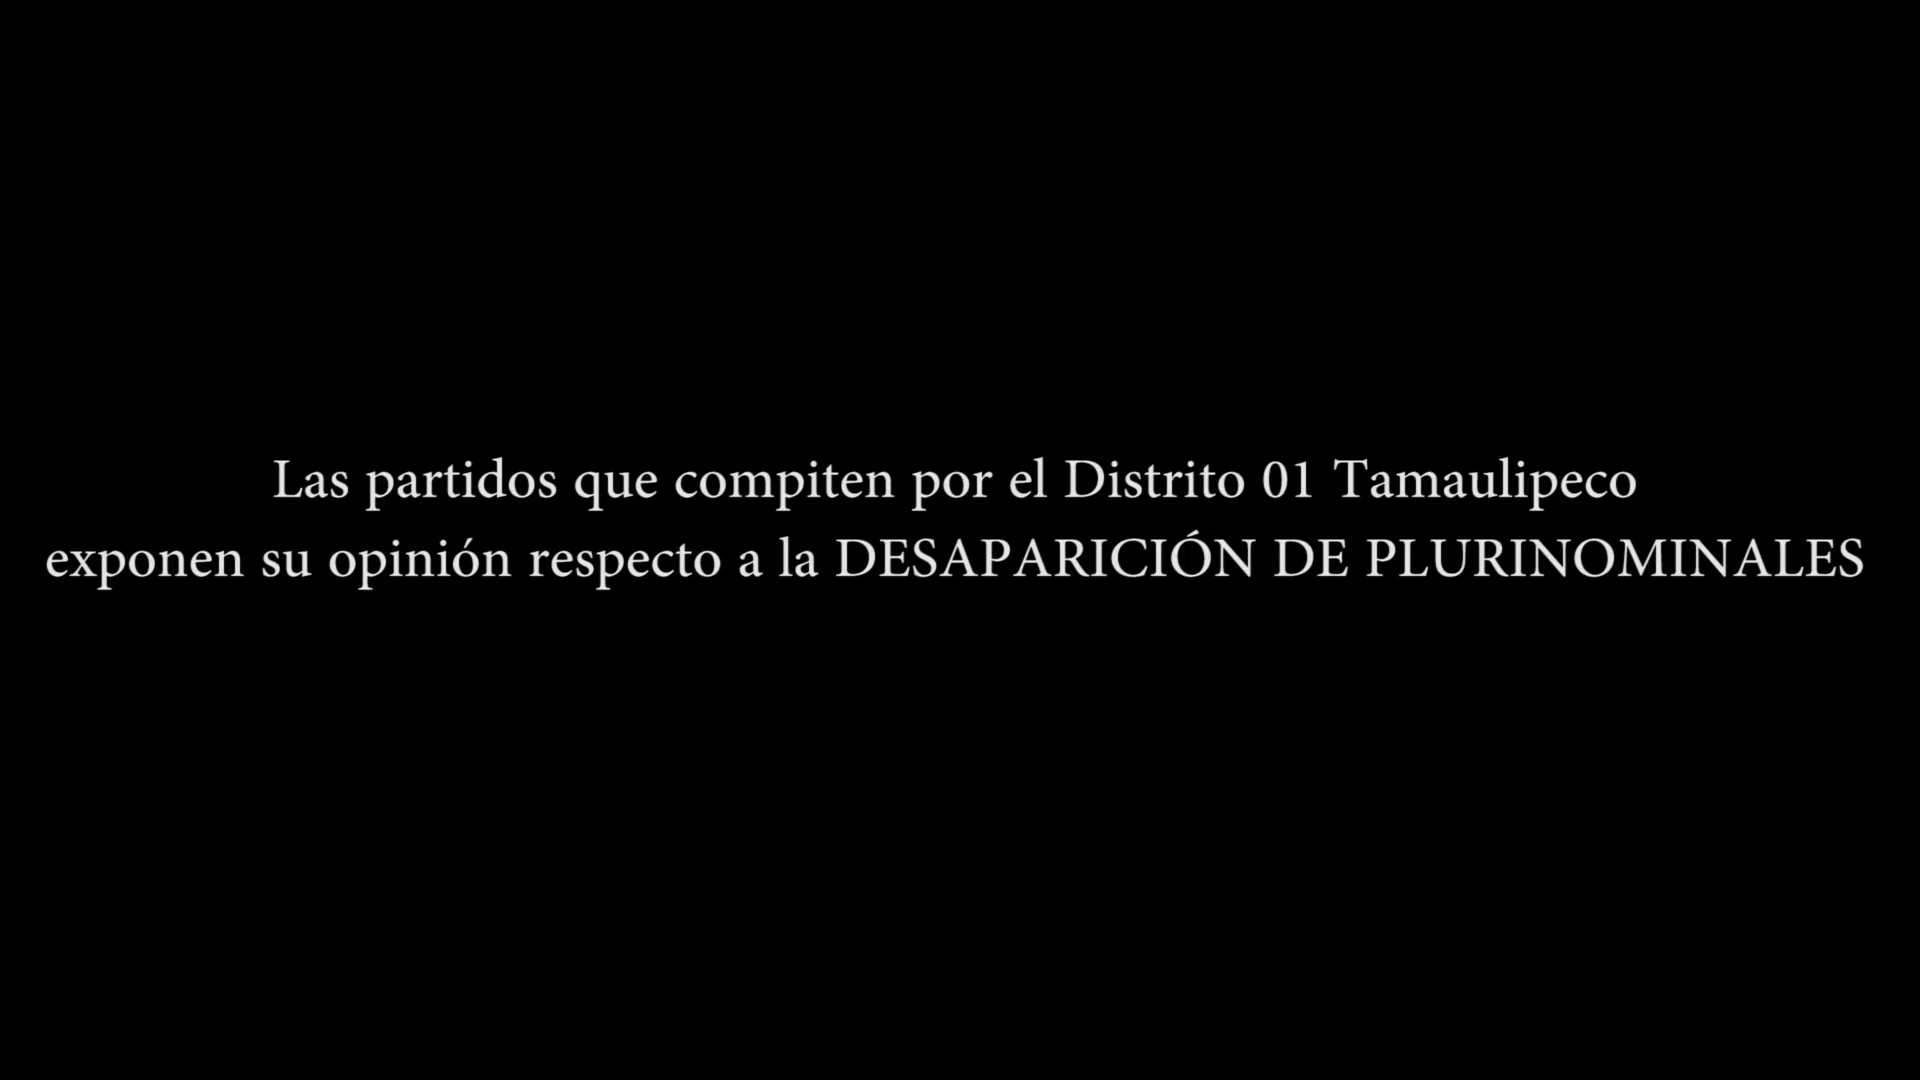 Las partidos que compiten por el Distrito 01 Tamaulipeco
exponen su opinión respecto a la DESAPARICIÓN DE PLURINOMINALES